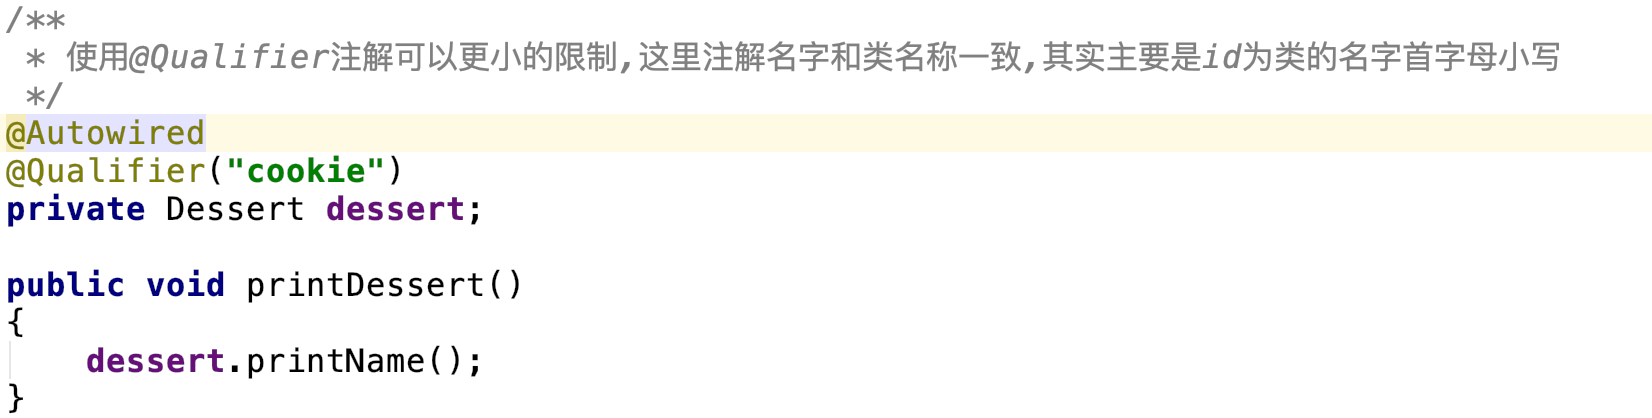 /**
 * 使用@Qualifier注解可以更小的限制,这里注解名字和类名称一致,其实主要是id为类的名字首字母小写
 */
@Autowired
@Qualifier("cookie")
private Dessert dessert;

public void printDessert()
{
    dessert.printName();
}